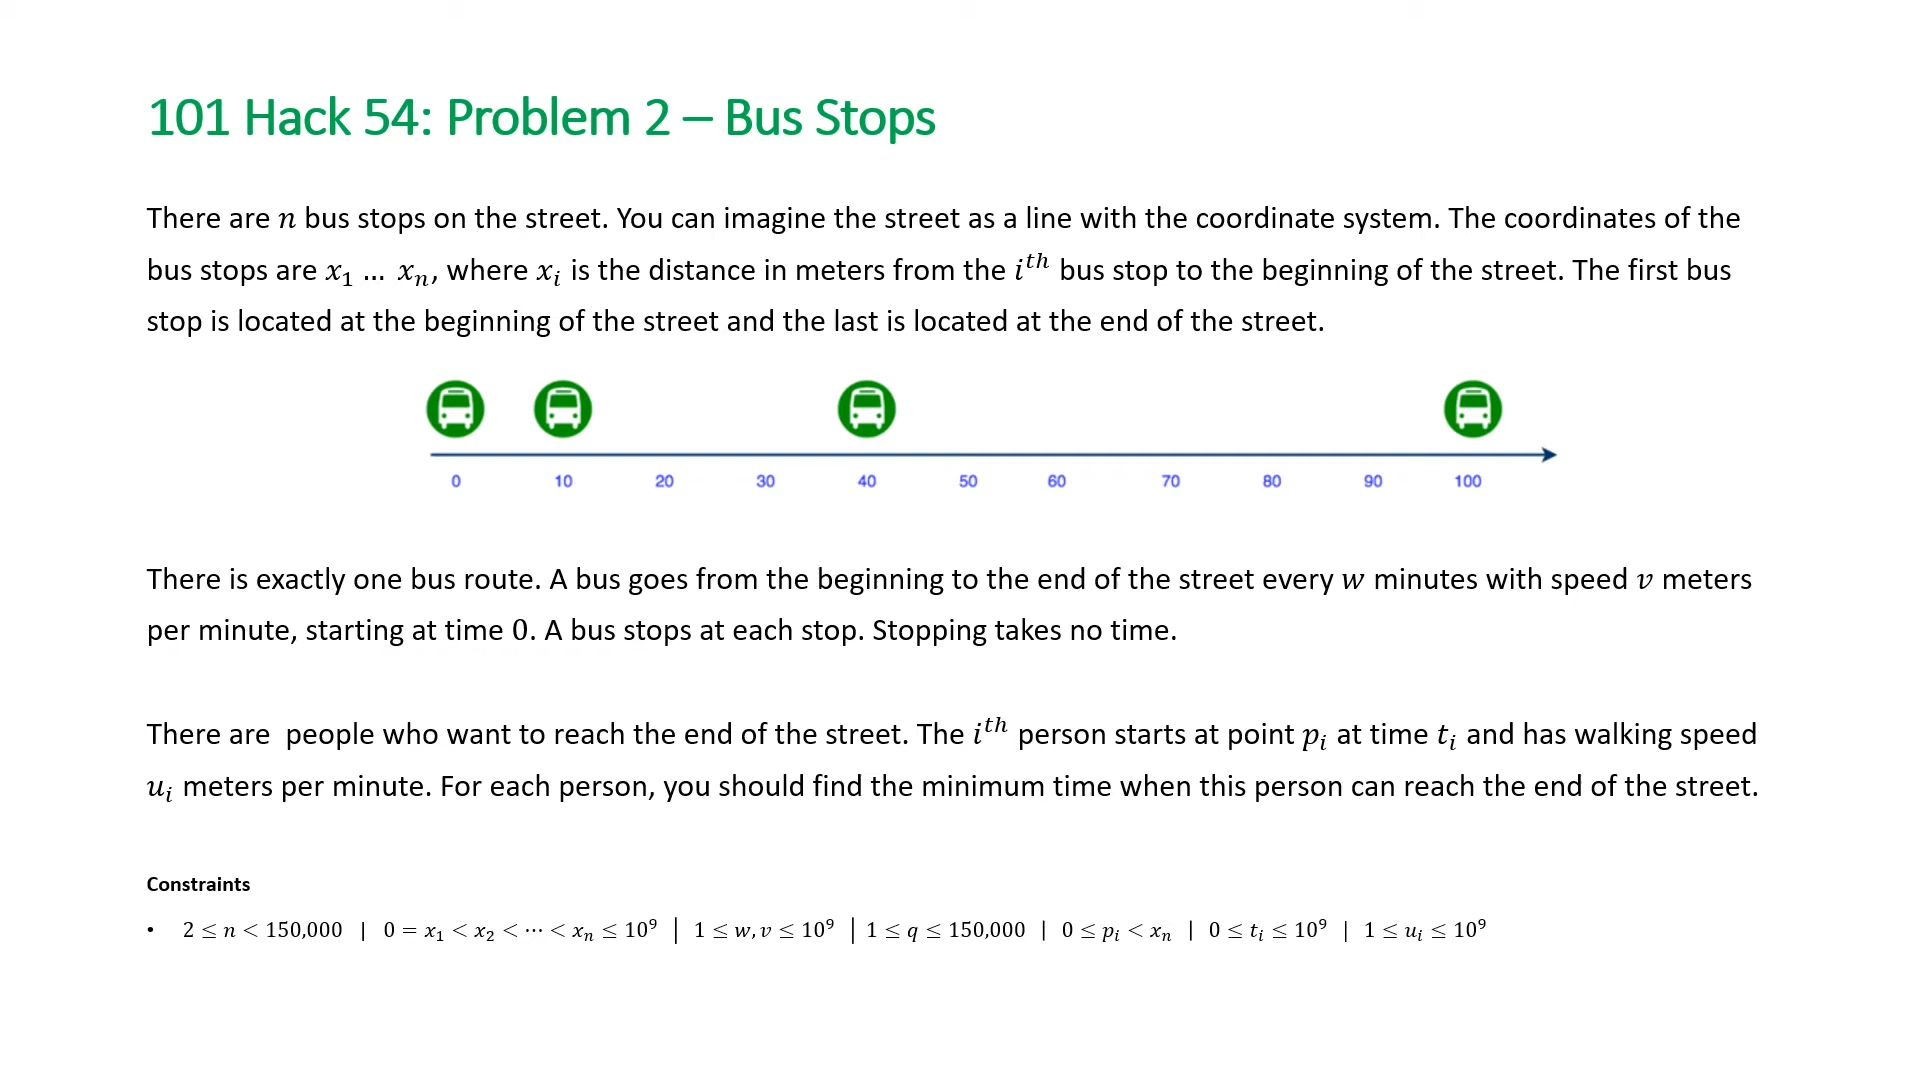 101 Hack 54: Problem 2 – Bus Stops
There are n bus stops on the street. You can imagine the street as a line with the coordinate system. The coordinates of the
bus stops are x₁ … xₙ, where xᵢ is the distance in meters from the iᵗʰ bus stop to the beginning of the street. The first bus
stop is located at the beginning of the street and the last is located at the end of the street.
0 10 20 30 40 50 60 70 80 90 100
There is exactly one bus route. A bus goes from the beginning to the end of the street every w minutes with speed v meters
per minute, starting at time 0. A bus stops at each stop. Stopping takes no time.
There are people who want to reach the end of the street. The iᵗʰ person starts at point pᵢ at time tᵢ and has walking speed
uᵢ meters per minute. For each person, you should find the minimum time when this person can reach the end of the street.
Constraints
• 2 ≤ n < 150,000 | 0 = x₁ < x₂ < ⋯ < xₙ ≤ 10⁹ | 1 ≤ w, v ≤ 10⁹ | 1 ≤ q ≤ 150,000 | 0 ≤ pᵢ < xₙ | 0 ≤ tᵢ ≤ 10⁹ | 1 ≤ uᵢ ≤ 10⁹